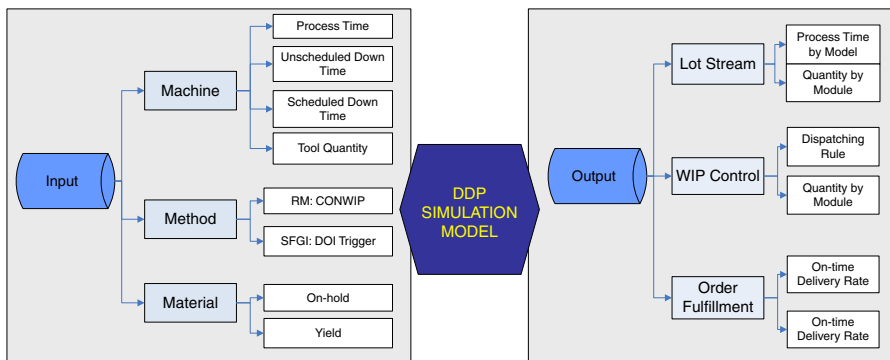 Input
Machine
Process Time
Unscheduled Down
Time
Scheduled Down
Time
Tool Quantity
Method
RM: CONWIP
SFGI: DOI Trigger
Material
On-hold
Yield
DDP
SIMULATION
MODEL
Output
Lot Stream
Process Time
by Model
Quantity by
Module
WIP Control
Dispatching
Rule
Quantity by
Module
Order
Fulfillment
On-time
Delivery Rate
On-time
Delivery Rate